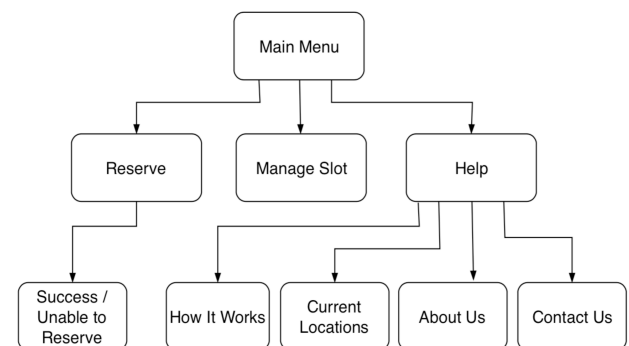 Main Menu
Reserve
Manage Slot
Help
Success /
Unable to
Reserve
How It Works
Current
Locations
About Us
Contact Us